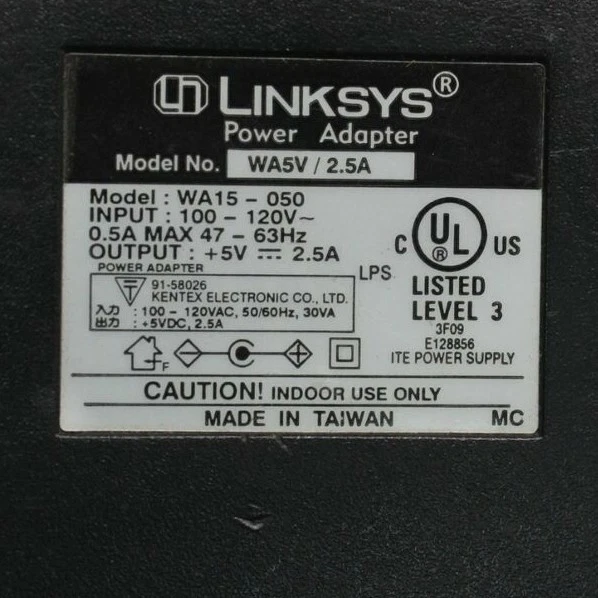 LINKSYS®
Power Adapter
Model No. WA5V / 2.5A
Model : WA15 - 050
INPUT : 100 - 120V~
0.5A MAX 47 - 63Hz
OUTPUT : +5V ⎓ 2.5A
POWER ADAPTER
LPS
91-58026
KENTEX ELECTRONIC CO., LTD.
入力 : 100 - 120VAC, 50/60Hz, 30VA
出力 : +5VDC, 2.5A
C UL® US
LISTED
LEVEL 3
3F09
E128856
ITE POWER SUPPLY
F
CAUTION! INDOOR USE ONLY
MADE IN TAIWAN MC